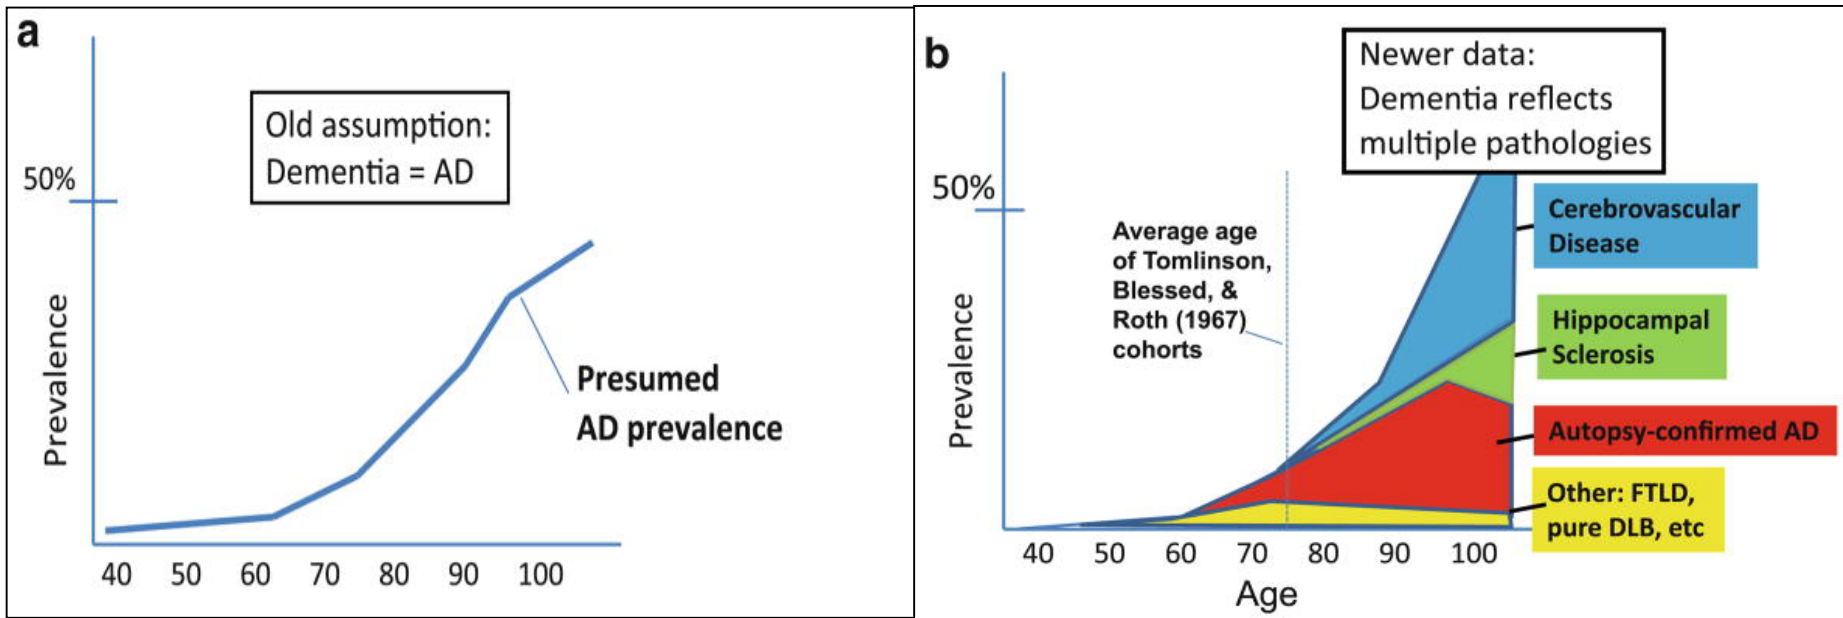 a
Old assumption:
Dementia = AD
50%
Prevalence
Presumed
AD prevalence
40 50 60 70 80 90 100
b
Newer data:
Dementia reflects
multiple pathologies
50%
Prevalence
Average age
of Tomlinson,
Blessed, &
Roth (1967)
cohorts
Cerebrovascular
Disease
Hippocampal
Sclerosis
Autopsy-confirmed AD
Other: FTLD,
pure DLB, etc
40 50 60 70 80 90 100
Age